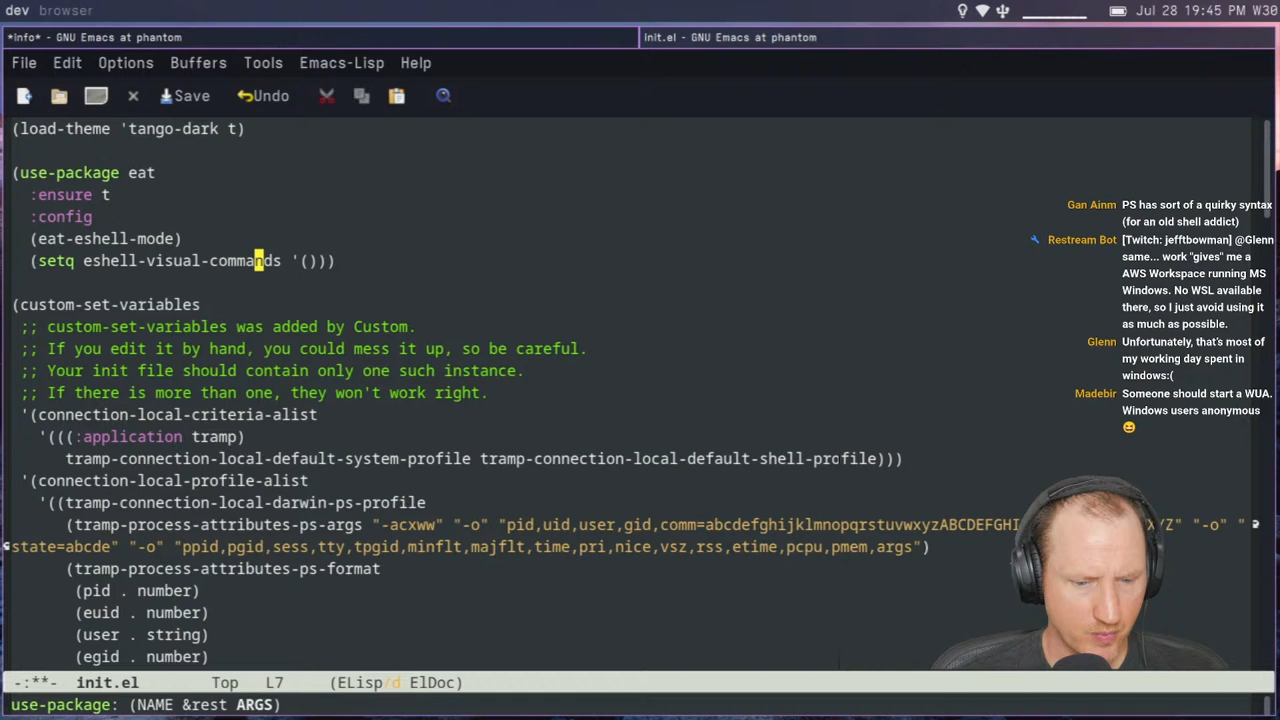 dev browser
Jul 28 19:45 PM W30
*info* - GNU Emacs at phantom
init.el - GNU Emacs at phantom
File Edit Options Buffers Tools Emacs-Lisp Help
Save Undo
(load-theme 'tango-dark t)
(use-package eat
:ensure t
:config
(eat-eshell-mode)
(setq eshell-visual-commands '()))
(custom-set-variables
;; custom-set-variables was added by Custom.
;; If you edit it by hand, you could mess it up, so be careful.
;; Your init file should contain only one such instance.
;; If there is more than one, they won't work right.
'(connection-local-criteria-alist
'(((:application tramp)
tramp-connection-local-default-system-profile tramp-connection-local-default-shell-profile)))
'(connection-local-profile-alist
'((tramp-connection-local-darwin-ps-profile
(tramp-process-attributes-ps-args "-acxww" "-o" "pid,uid,user,gid,comm=abcdefghijklmnopqrstuvwxyzABCDEFGHI YZ" "-o" "
state=abcde" "-o" "ppid,pgid,sess,tty,tpgid,minflt,majflt,time,pri,nice,vsz,rss,etime,pcpu,pmem,args")
(tramp-process-attributes-ps-format
(pid . number)
(euid . number)
(user . string)
(egid . number)
-:**- init.el Top L7 (ELisp/d ElDoc)
use-package: (NAME &rest ARGS)
Gan Ainm PS has sort of a quirky syntax
(for an old shell addict)
Restream Bot [Twitch: jefftbowman] @Glenn
same... work "gives" me a
AWS Workspace running MS
Windows. No WSL available
there, so I just avoid using it
as much as possible.
Glenn Unfortunately, that's most of
my working day spent in
windows:(
Madebir Someone should start a WUA.
Windows users anonymous
😄